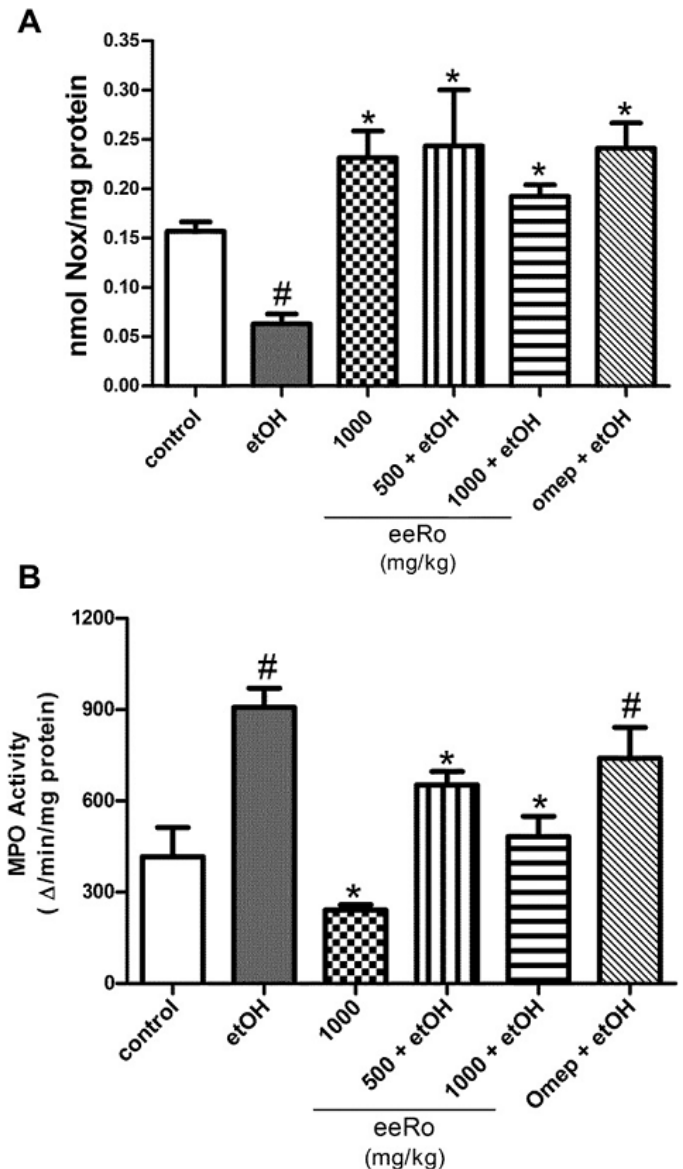 A
nmol Nox/mg protein
0.35
0.30
0.25
0.20
0.15
0.10
0.05
0.00
#
*
*
*
*
control
etOH
1000
500 + etOH
1000 + etOH
omep + etOH
eeRo
(mg/kg)
B
MPO Activity
( Δ/min/mg protein)
1200
900
600
300
0
#
*
*
*
#
control
etOH
1000
500 + etOH
1000 + etOH
Omep + etOH
eeRo
(mg/kg)